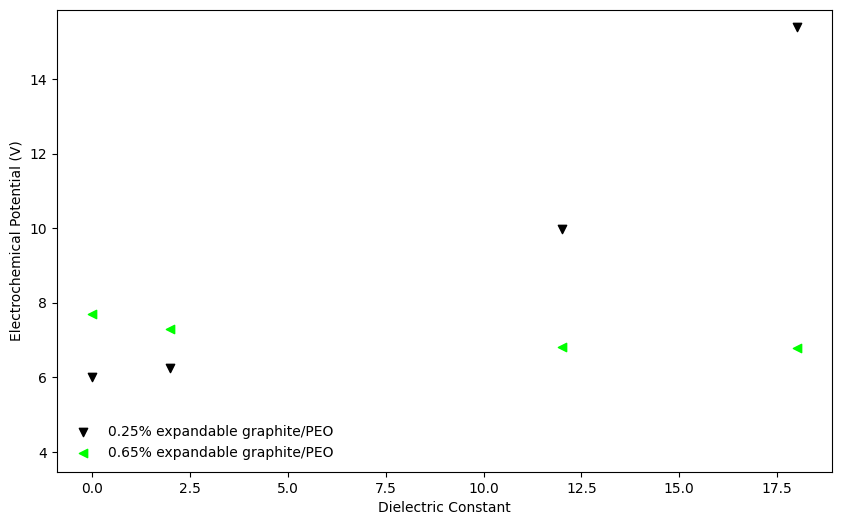 14
12
10
8
6
4
Electrochemical Potential (V)
0.25% expandable graphite/PEO
0.65% expandable graphite/PEO
0.0 2.5 5.0 7.5 10.0 12.5 15.0 17.5
Dielectric Constant